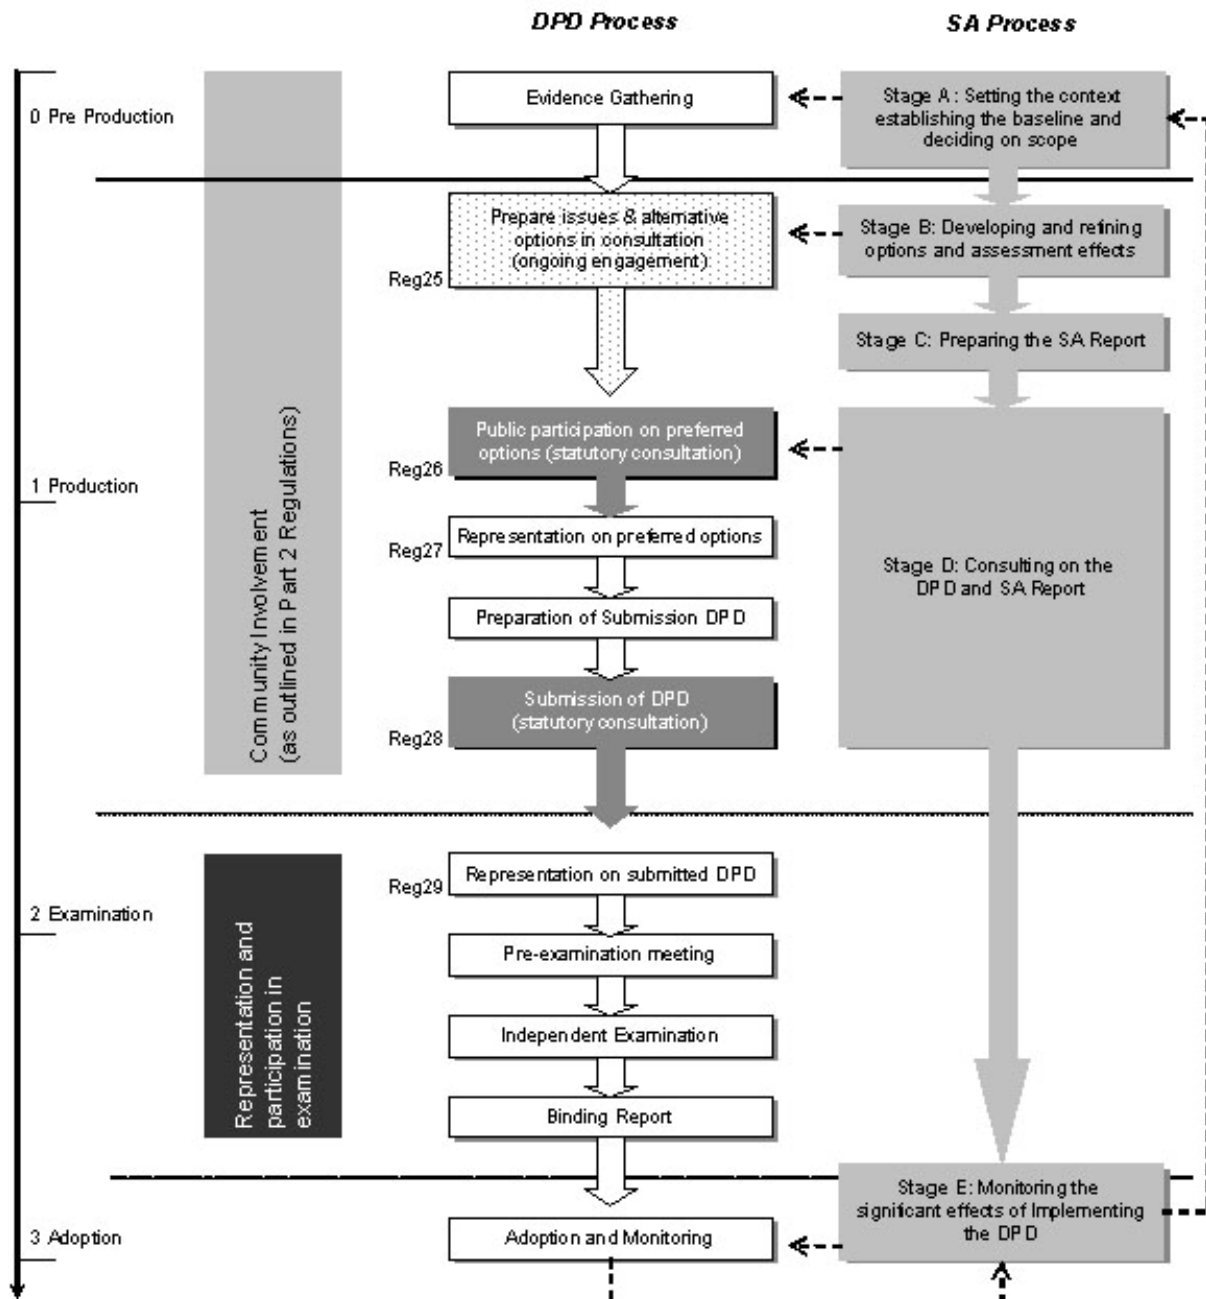 DPD Process
SA Process
0 Pre Production
Evidence Gathering
Stage A : Setting the context
establishing the baseline and
deciding on scope
Prepare issues & alternative
options in consultation
(ongoing engagement)
Reg25
Stage B: Developing and refining
options and assessment effects
Stage C: Preparing the SA Report
Community Involvement
(as outlined in Part 2 Regulations)
1 Production
Public participation on preferred
options (statutory consultation)
Reg26
Representation on preferred options
Reg27
Stage D: Consulting on the
DPD and SA Report
Preparation of Submission DPD
Submission of DPD
(statutory consultation)
Reg28
2 Examination
Representation and
participation in
examination
Representation on submitted DPD
Reg29
Pre-examination meeting
Independent Examination
Binding Report
3 Adoption
Adoption and Monitoring
Stage E: Monitoring the
significant effects of Implementing
the DPD